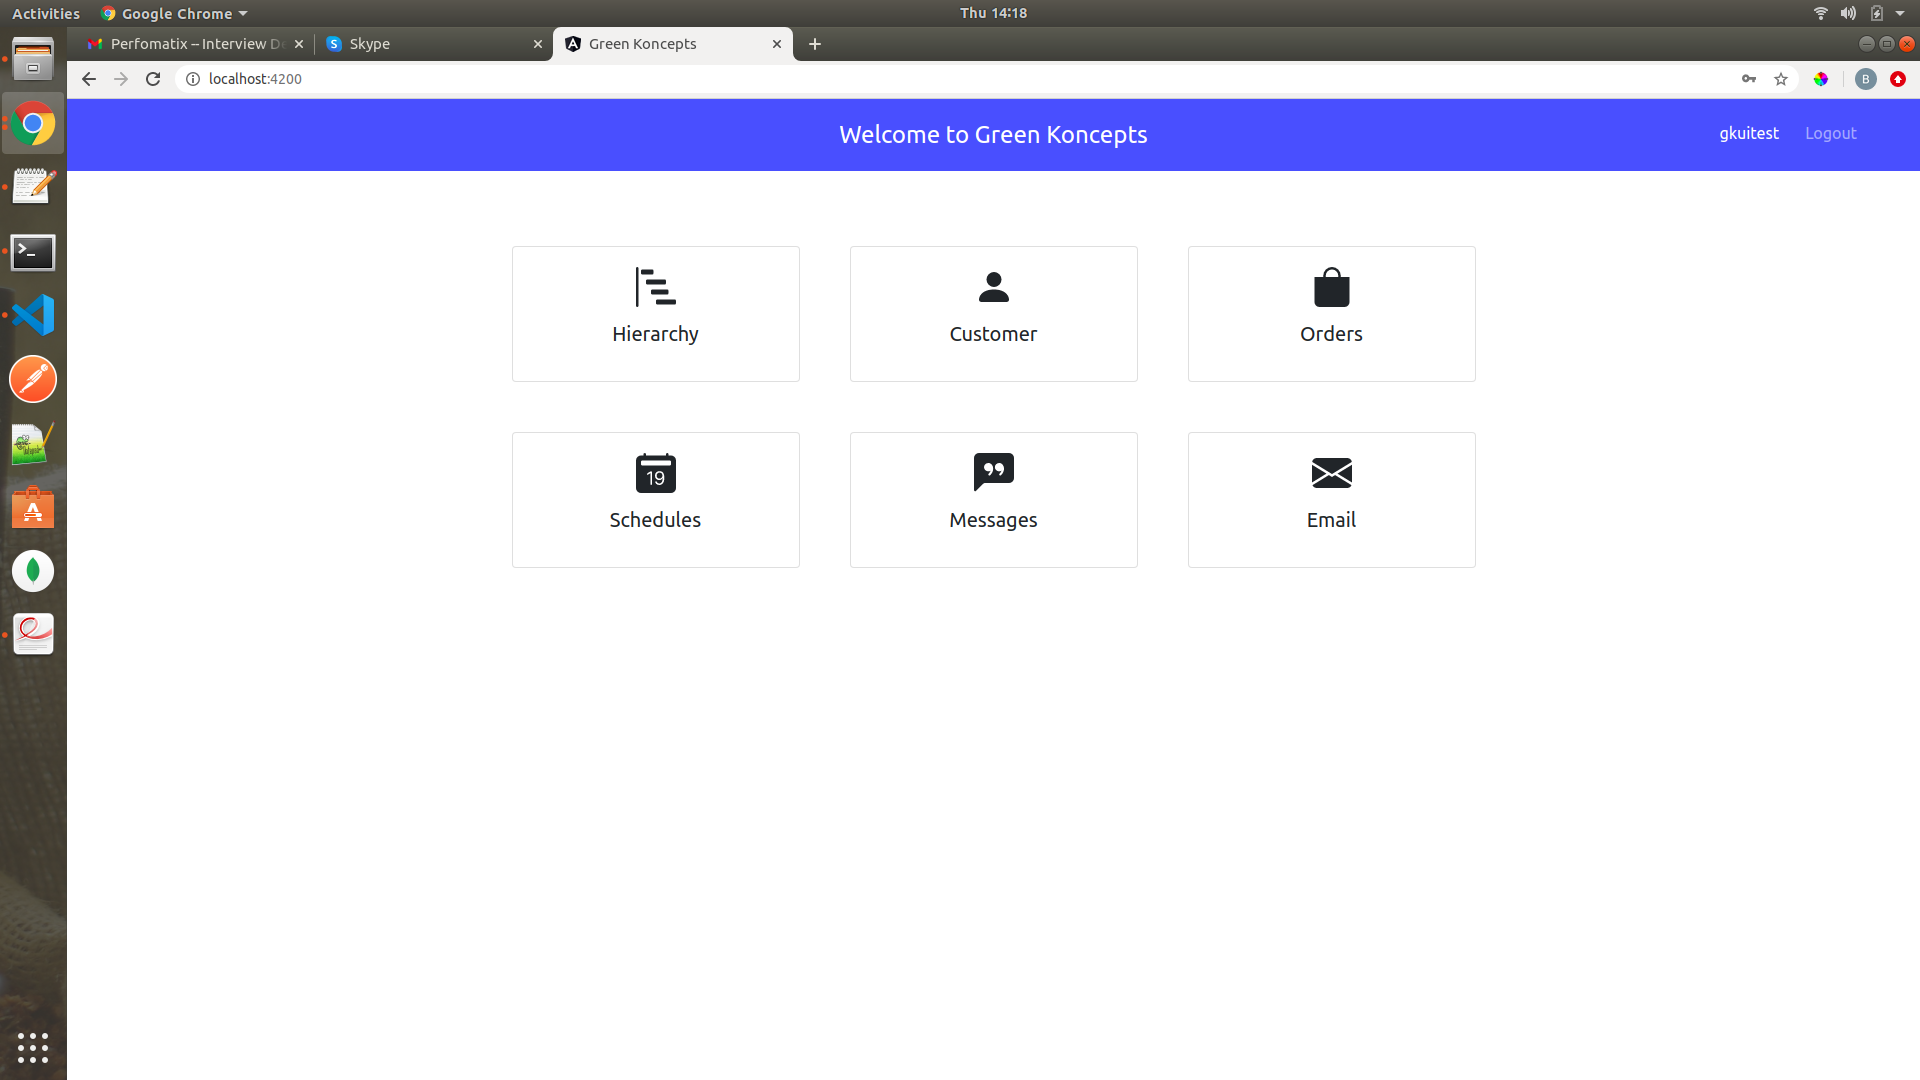 Activities
Google Chrome
Thu 14:18
Perfomatix – Interview De
Skype
Green Koncepts
localhost:4200
B
Welcome to Green Koncepts
gkuitest
Logout
Hierarchy
Customer
Orders
19
Schedules
Messages
Email